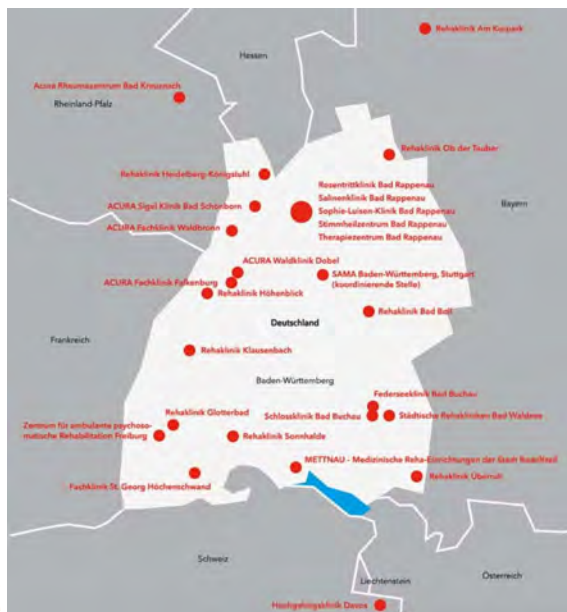 Rehaklinik Am Kurpark
Hessen
Acura Rheumazentrum Bad Kreuznach
Rheinland-Pfalz
Rehaklinik Ob der Tauber
Rehaklinik Heidelberg-Königstuhl
Rosentrittklinik Bad Rappenau
Salinenklinik Bad Rappenau
Sophie-Luisen-Klinik Bad Rappenau
Stimmheilzentrum Bad Rappenau
Therapiezentrum Bad Rappenau
ACURA Sigel Klinik Bad Schönborn
Bayern
ACURA Fachklinik Waldbronn
ACURA Waldklinik Dobel
SAMA Baden-Württemberg, Stuttgart
(koordinierende Stelle)
ACURA Fachklinik Falkenburg
Rehaklinik Höhenblick
Rehaklinik Bad Boll
Deutschland
Frankreich
Rehaklinik Klausenbach
Baden-Württemberg
Federseeklinik Bad Buchau
Schlossklinik Bad Buchau
Städtische Rehakliniken Bad Waldsee
Rehaklinik Glotterbad
Zentrum für ambulante psychoso-
matische Rehabilitation Freiburg
Rehaklinik Sonnhalde
METTNAU - Medizinische Reha-Einrichtungen der Stadt Radolfzell
Rehaklinik Überruh
Fachklinik St. Georg Höchenschwand
Schweiz
Liechtenstein
Österreich
Hochgebirgsklinik Davos